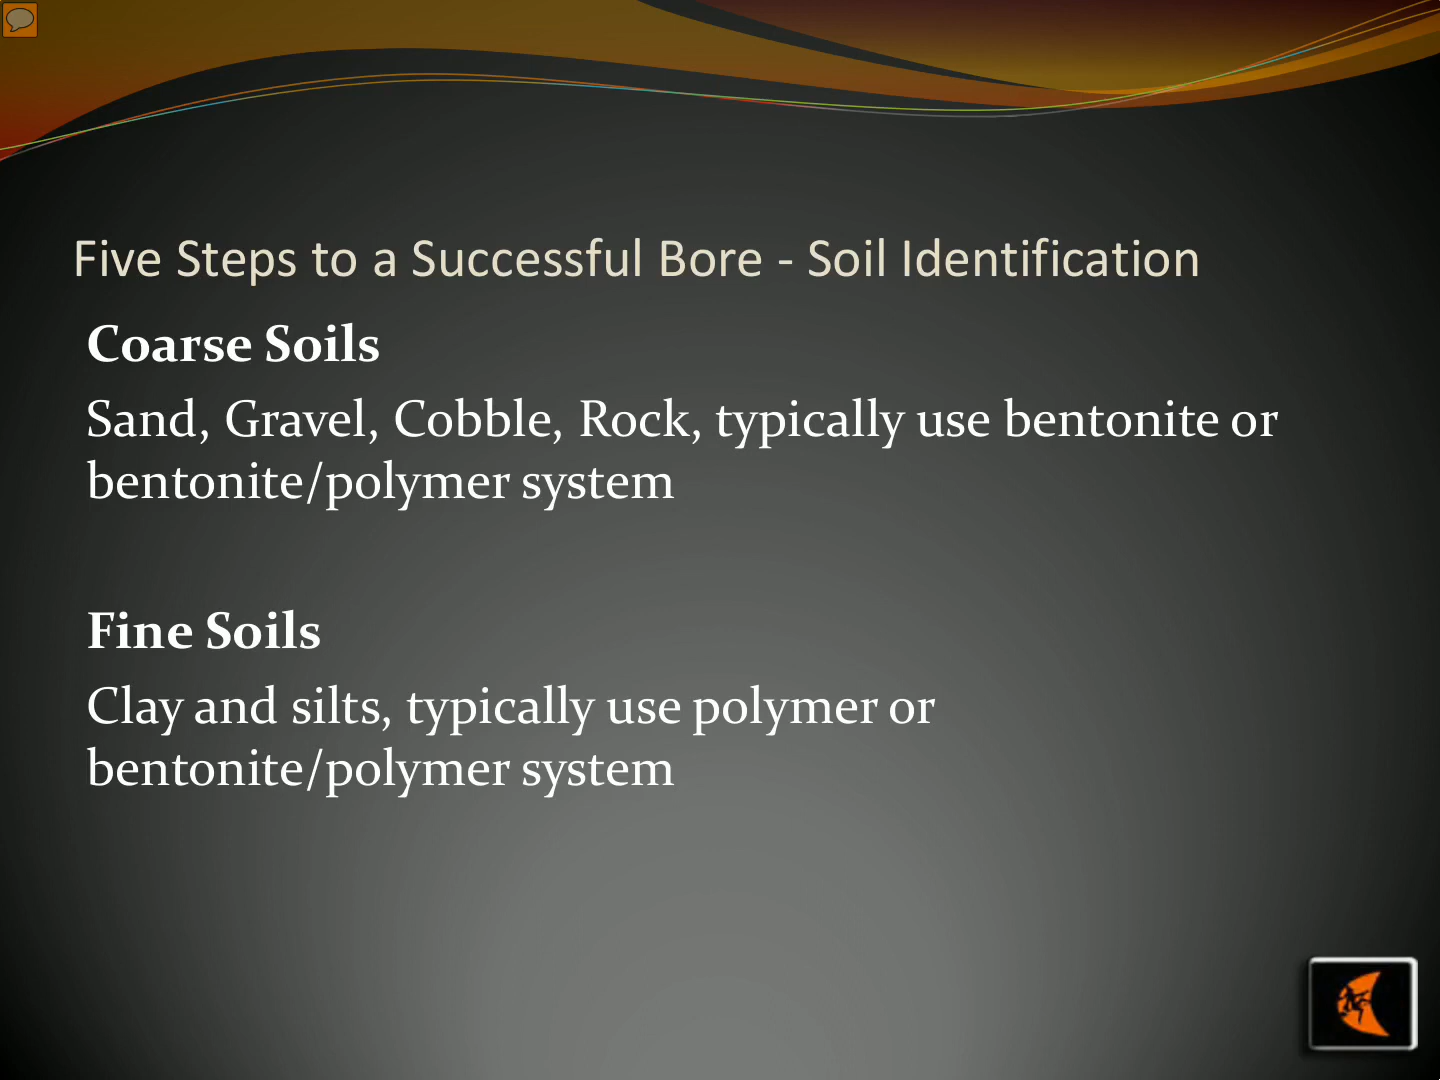 Five Steps to a Successful Bore - Soil Identification
Coarse Soils
Sand, Gravel, Cobble, Rock, typically use bentonite or
bentonite/polymer system
Fine Soils
Clay and silts, typically use polymer or
bentonite/polymer system